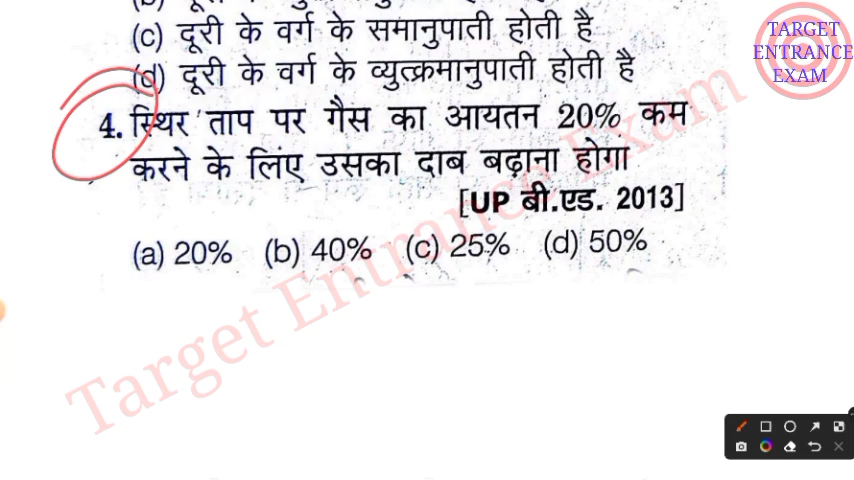 (c) दूरी के वर्ग के समानुपाती होती है
(d) दूरी के वर्ग के व्युत्क्रमानुपाती होती है
4. स्थिर ताप पर गैस का आयतन 20% कम
करने के लिए उसका दाब बढ़ाना होगा
[UP बी.एड. 2013]
(a) 20% (b) 40% (c) 25% (d) 50%
Target Entrance Exam
TARGET
ENTRANCE
EXAM